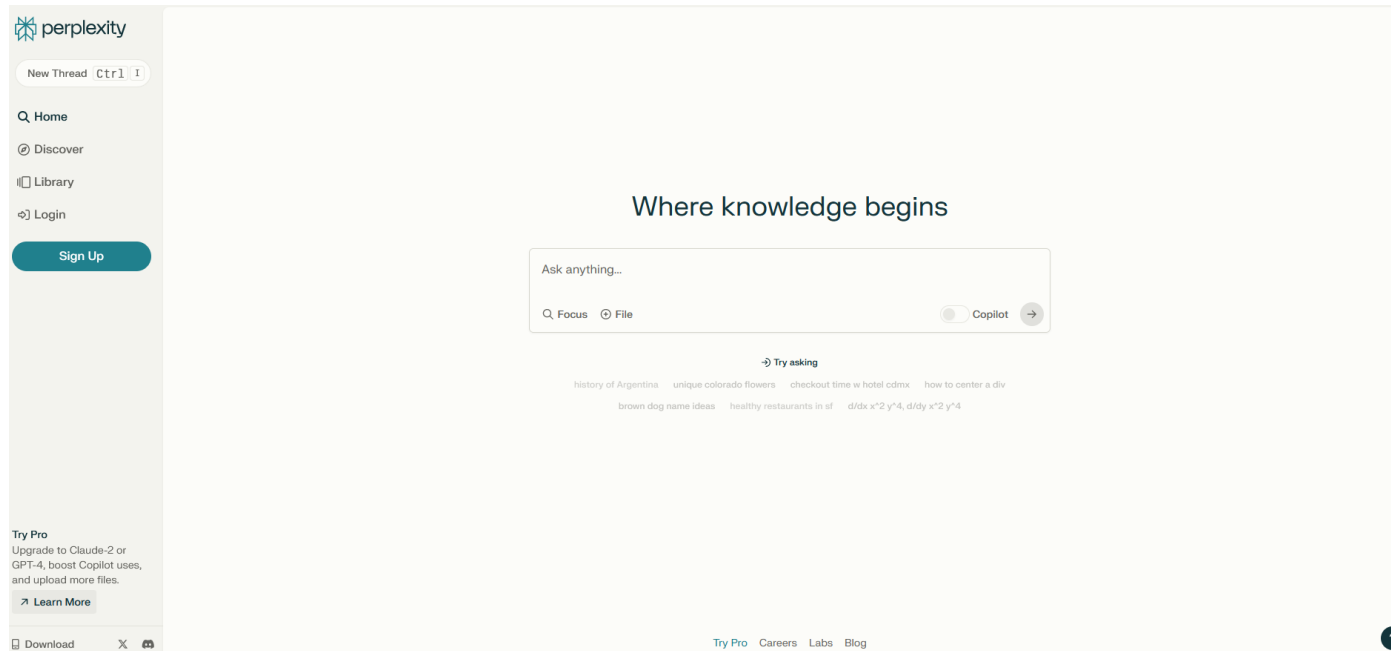 perplexity
New Thread Ctrl I
Home
Discover
Library
Login
Sign Up
Where knowledge begins
Ask anything...
Focus File Copilot
Try asking
history of Argentina unique colorado flowers checkout time w hotel cdmx how to center a div
brown dog name ideas healthy restaurants in sf d/dx x^2 y^4, d/dy x^2 y^4
Try Pro
Upgrade to Claude-2 or
GPT-4, boost Copilot uses,
and upload more files.
Learn More
Download
Try Pro Careers Labs Blog